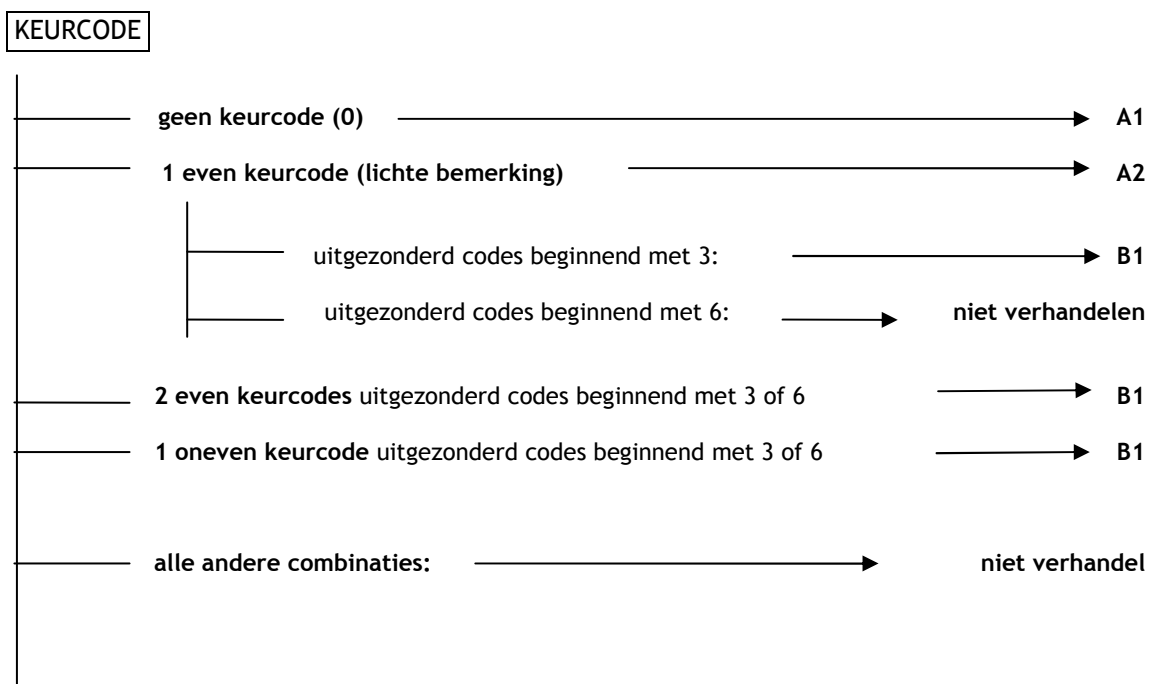 KEURCODE
geen keurcode (0) A1
1 even keurcode (lichte bemerking) A2
uitgezonderd codes beginnend met 3: B1
uitgezonderd codes beginnend met 6: niet verhandelen
2 even keurcodes uitgezonderd codes beginnend met 3 of 6 B1
1 oneven keurcode uitgezonderd codes beginnend met 3 of 6 B1
alle andere combinaties: niet verhandel